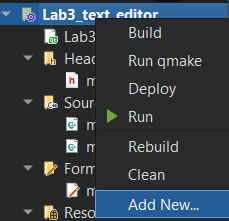 Lab3_text_editor
Lab3
Head
m
Sour
m
m
Form
m
Reso
Build
Run qmake
Deploy
Run
Rebuild
Clean
Add New...